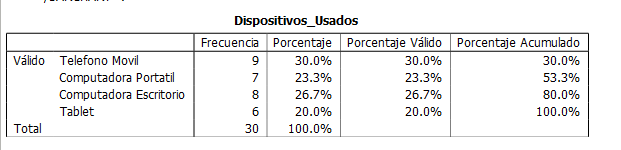 Dispositivos_Usados
Frecuencia Porcentaje Porcentaje Válido Porcentaje Acumulado
Válido Telefono Movil 9 30.0% 30.0% 30.0%
Computadora Portatil 7 23.3% 23.3% 53.3%
Computadora Escritorio 8 26.7% 26.7% 80.0%
Tablet 6 20.0% 20.0% 100.0%
Total 30 100.0%